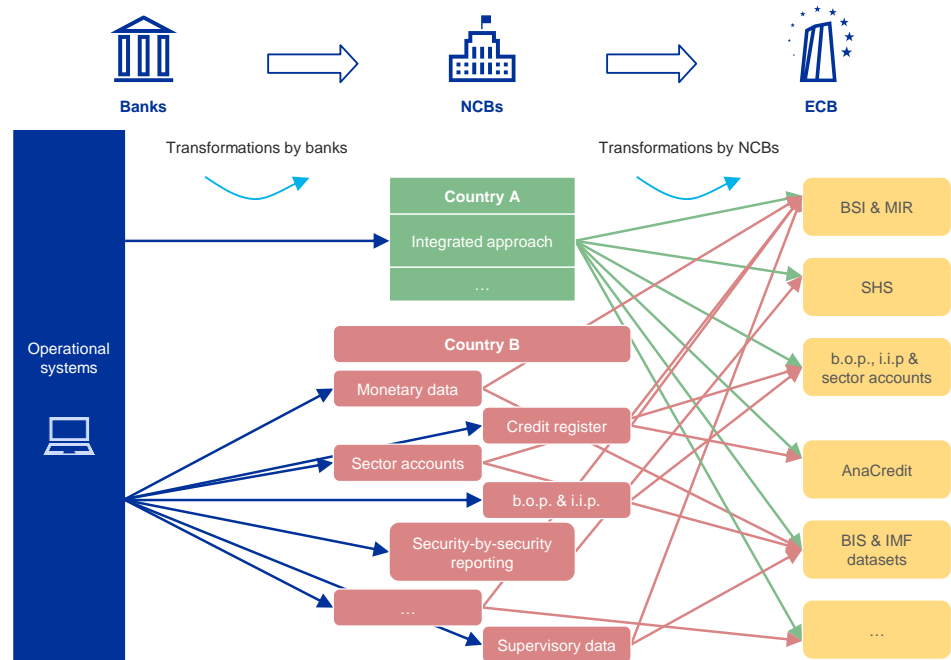 Banks
NCBs
ECB
Transformations by banks
Transformations by NCBs
Country A
Integrated approach
…
Operational
systems
Country B
Monetary data
Credit register
Sector accounts
b.o.p. & i.i.p.
Security-by-security
reporting
…
Supervisory data
BSI & MIR
SHS
b.o.p., i.i.p &
sector accounts
AnaCredit
BIS & IMF
datasets
…